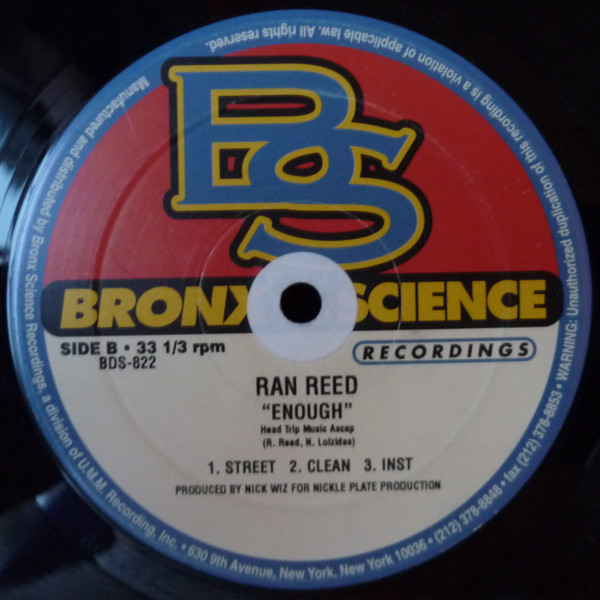 BS
BRONX SCIENCE
RECORDINGS
SIDE B • 33 1/3 rpm
BDS-822
RAN REED
"ENOUGH"
Head Trip Music Ascap
(R. Reed, N. Loizides)
1. STREET 2. CLEAN 3. INST
PRODUCED BY NICK WIZ FOR NICKLE PLATE PRODUCTION
Manufactured and distributed by Bronx Science Recordings, a division of U.M.M. Recording, Inc. • 630 9th Avenue, New York, New York 10036 • (212) 378-8848 • fax (212) 378-8853 • WARNING: Unauthorized duplication of this recording is a violation of applicable law. All rights reserved.